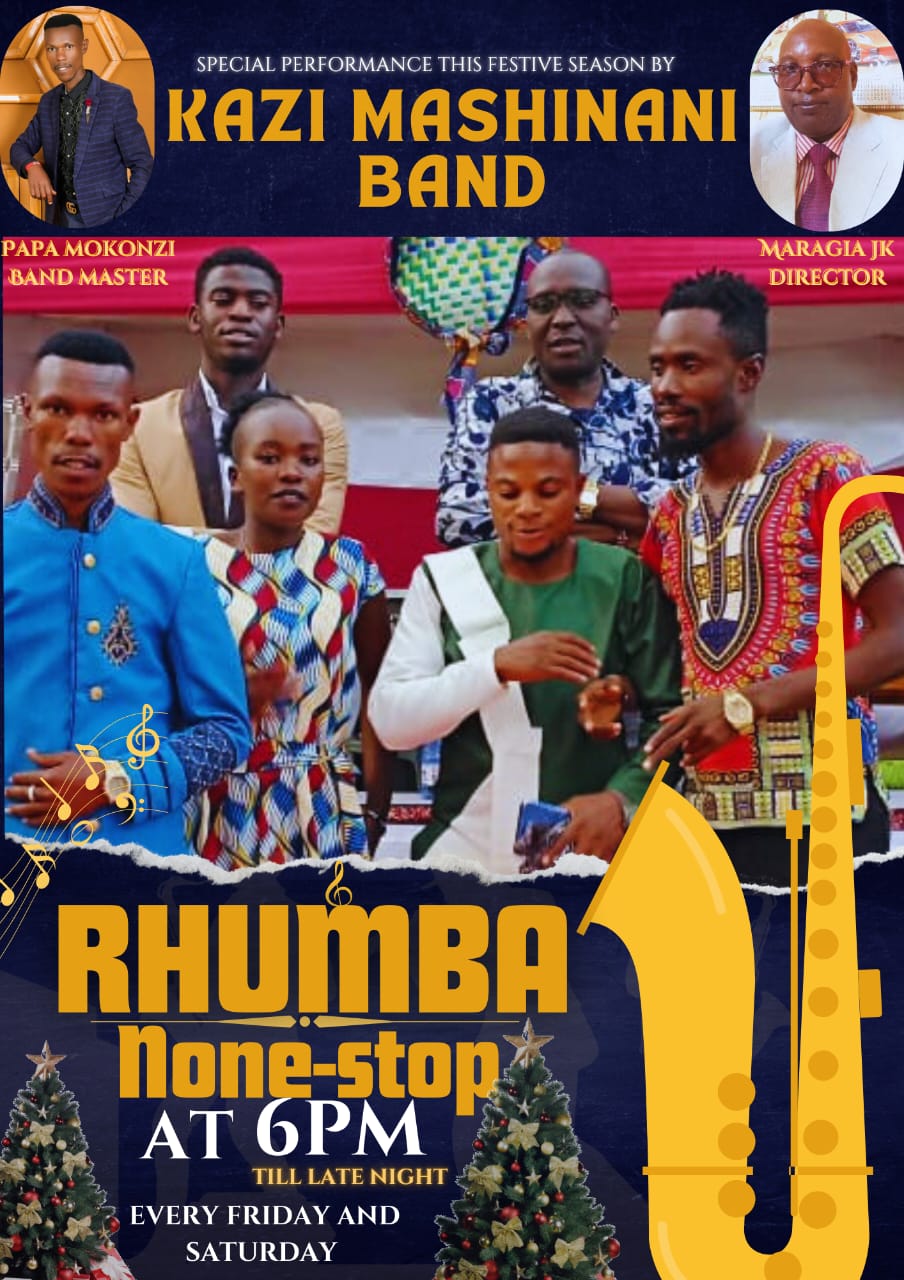 SPECIAL PERFORMANCE THIS FESTIVE SEASON BY
KAZI MASHINANI
BAND
PAPA MOKONZI
BAND MASTER
MARAGIA JK
DIRECTOR
RHUMBA
None-stop
AT 6PM
TILL LATE NIGHT
EVERY FRIDAY AND
SATURDAY